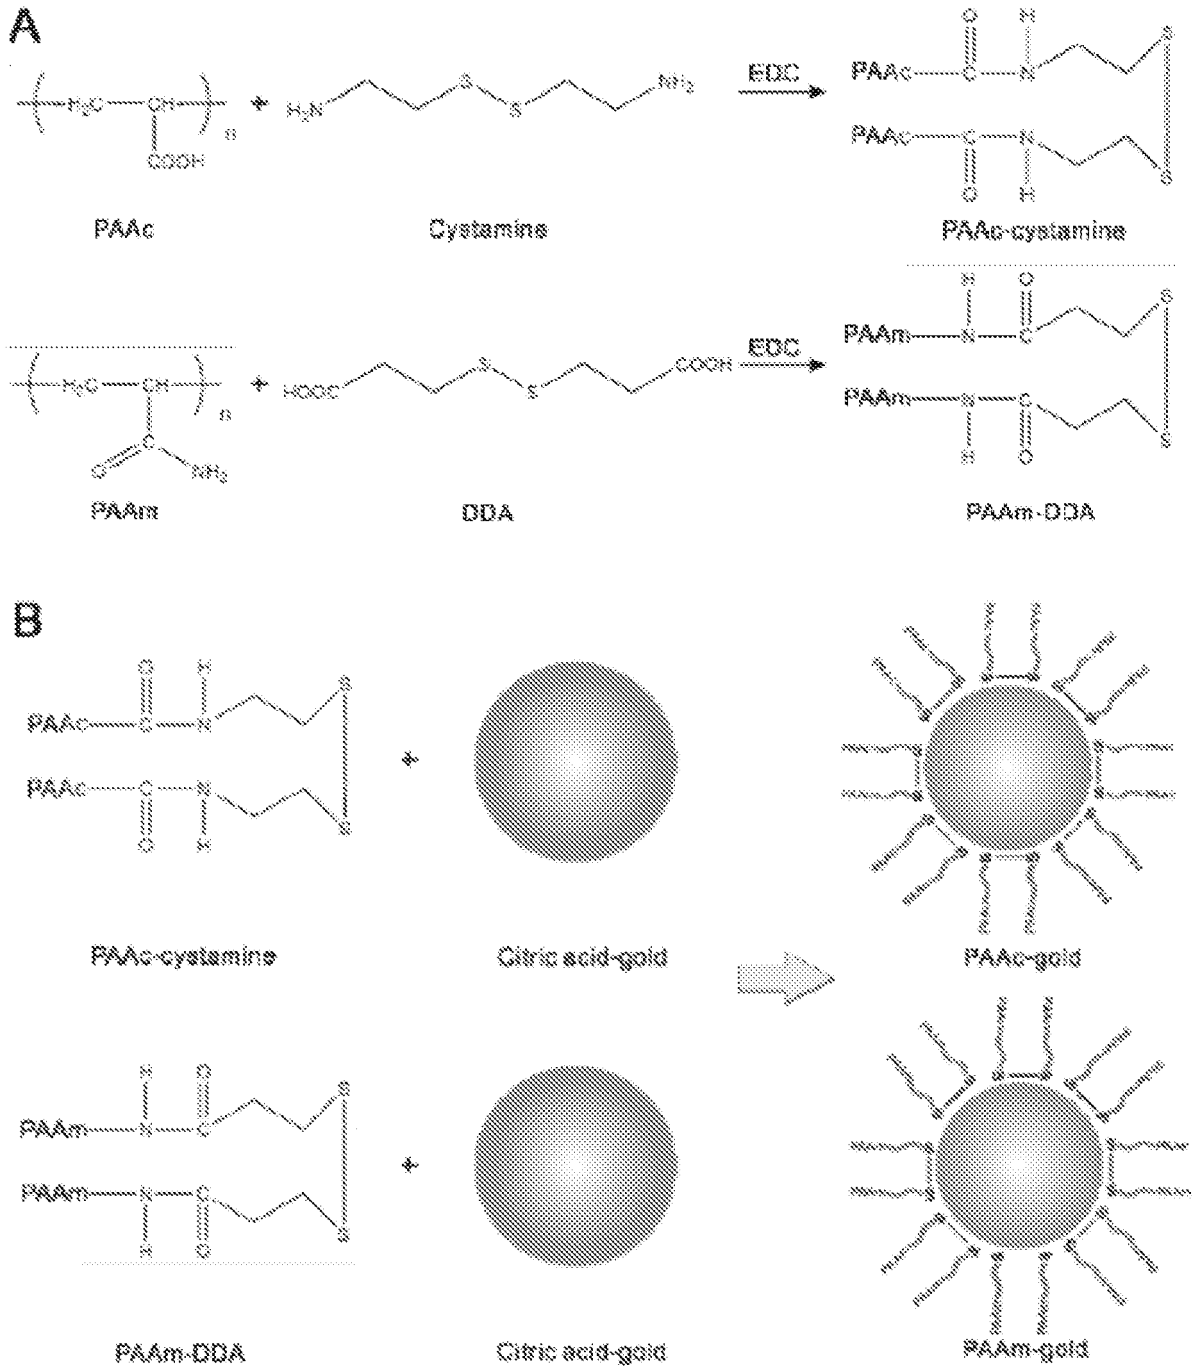 A
H₂C CH n COOH + H₂N S S NH₂ EDC PAAc C O N H S
PAAc C O N H S
PAAc Cystamine PAAc-cystamine
H₂C CH n C O NH₂ + HOOC S S COOH EDC PAAm N H C O S
PAAm N H C O S
PAAm DDA PAAm-DDA
B
O H S
PAAc C N
+
PAAc C N
O H S
PAAc-cystamine Citric acid-gold PAAc-gold
H O S
PAAm N C
+
PAAm N C
H O S
PAAm-DDA Citric acid-gold PAAm-gold